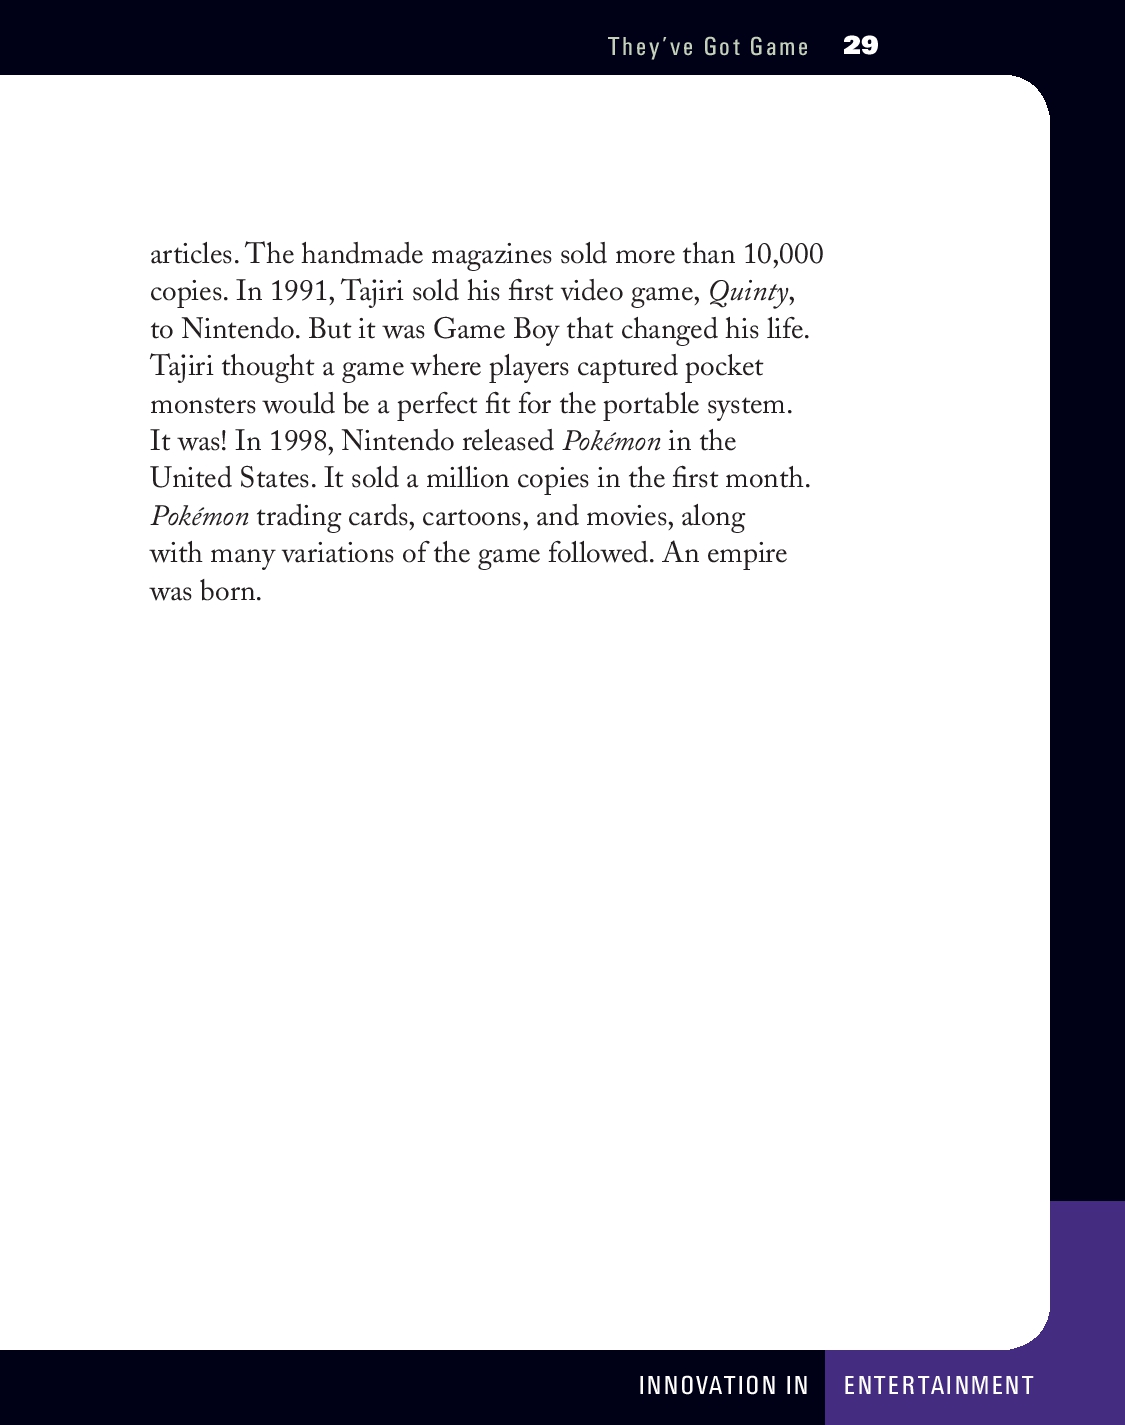 They’ve Got Game 29
articles. The handmade magazines sold more than 10,000
copies. In 1991, Tajiri sold his first video game, Quinty,
to Nintendo. But it was Game Boy that changed his life.
Tajiri thought a game where players captured pocket
monsters would be a perfect fit for the portable system.
It was! In 1998, Nintendo released Pokémon in the
United States. It sold a million copies in the first month.
Pokémon trading cards, cartoons, and movies, along
with many variations of the game followed. An empire
was born.
INNOVATION IN ENTERTAINMENT